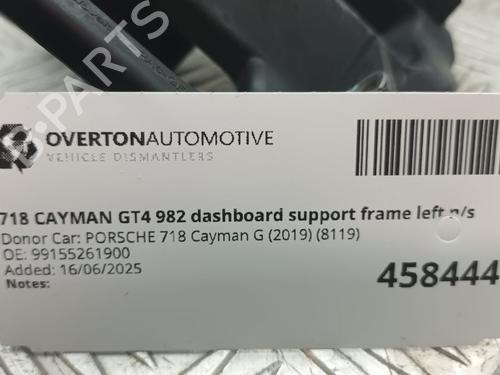 OVERTONAUTOMOTIVE
VEHICLE DISMANTLERS
718 CAYMAN GT4 982 dashboard support frame left n/s
Donor Car: PORSCHE 718 Cayman G (2019) (8119)
OE: 99155261900
Added: 16/06/2025
Notes:
458444